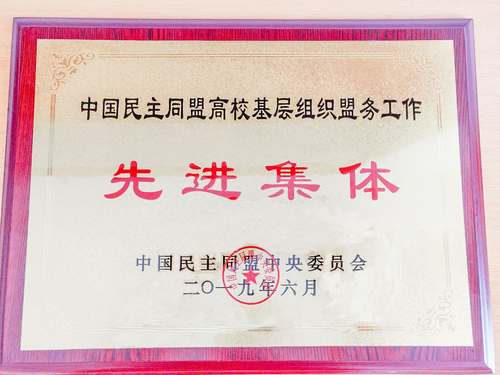 中国民主同盟高校基层组织盟务工作
先进集体
中国民主同盟中央委员会
二〇一九年六月